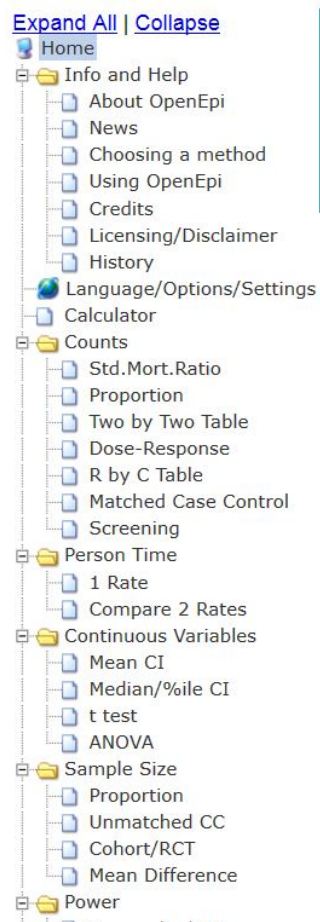 Expand All | Collapse
Home
Info and Help
About OpenEpi
News
Choosing a method
Using OpenEpi
Credits
Licensing/Disclaimer
History
Language/Options/Settings
Calculator
Counts
Std.Mort.Ratio
Proportion
Two by Two Table
Dose-Response
R by C Table
Matched Case Control
Screening
Person Time
1 Rate
Compare 2 Rates
Continuous Variables
Mean CI
Median/%ile CI
t test
ANOVA
Sample Size
Proportion
Unmatched CC
Cohort/RCT
Mean Difference
Power